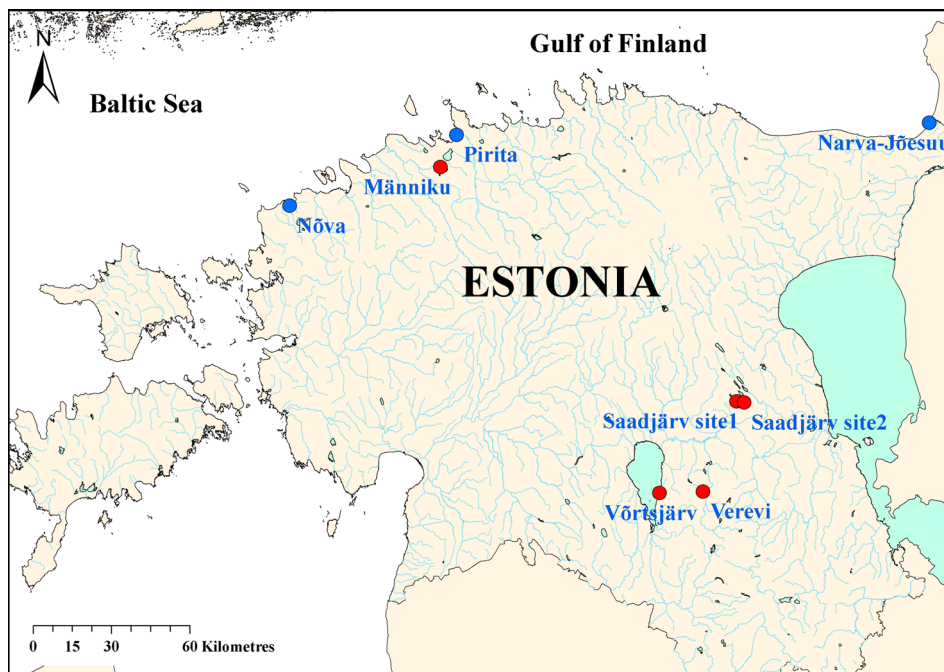 N
Gulf of Finland
Baltic Sea
Narva-Jõesuu
Pirita
Männiku
Nõva
ESTONIA
Saadjärv site1
Saadjärv site2
Võrtsjärv
Verevi
0 15 30 60 Kilometres